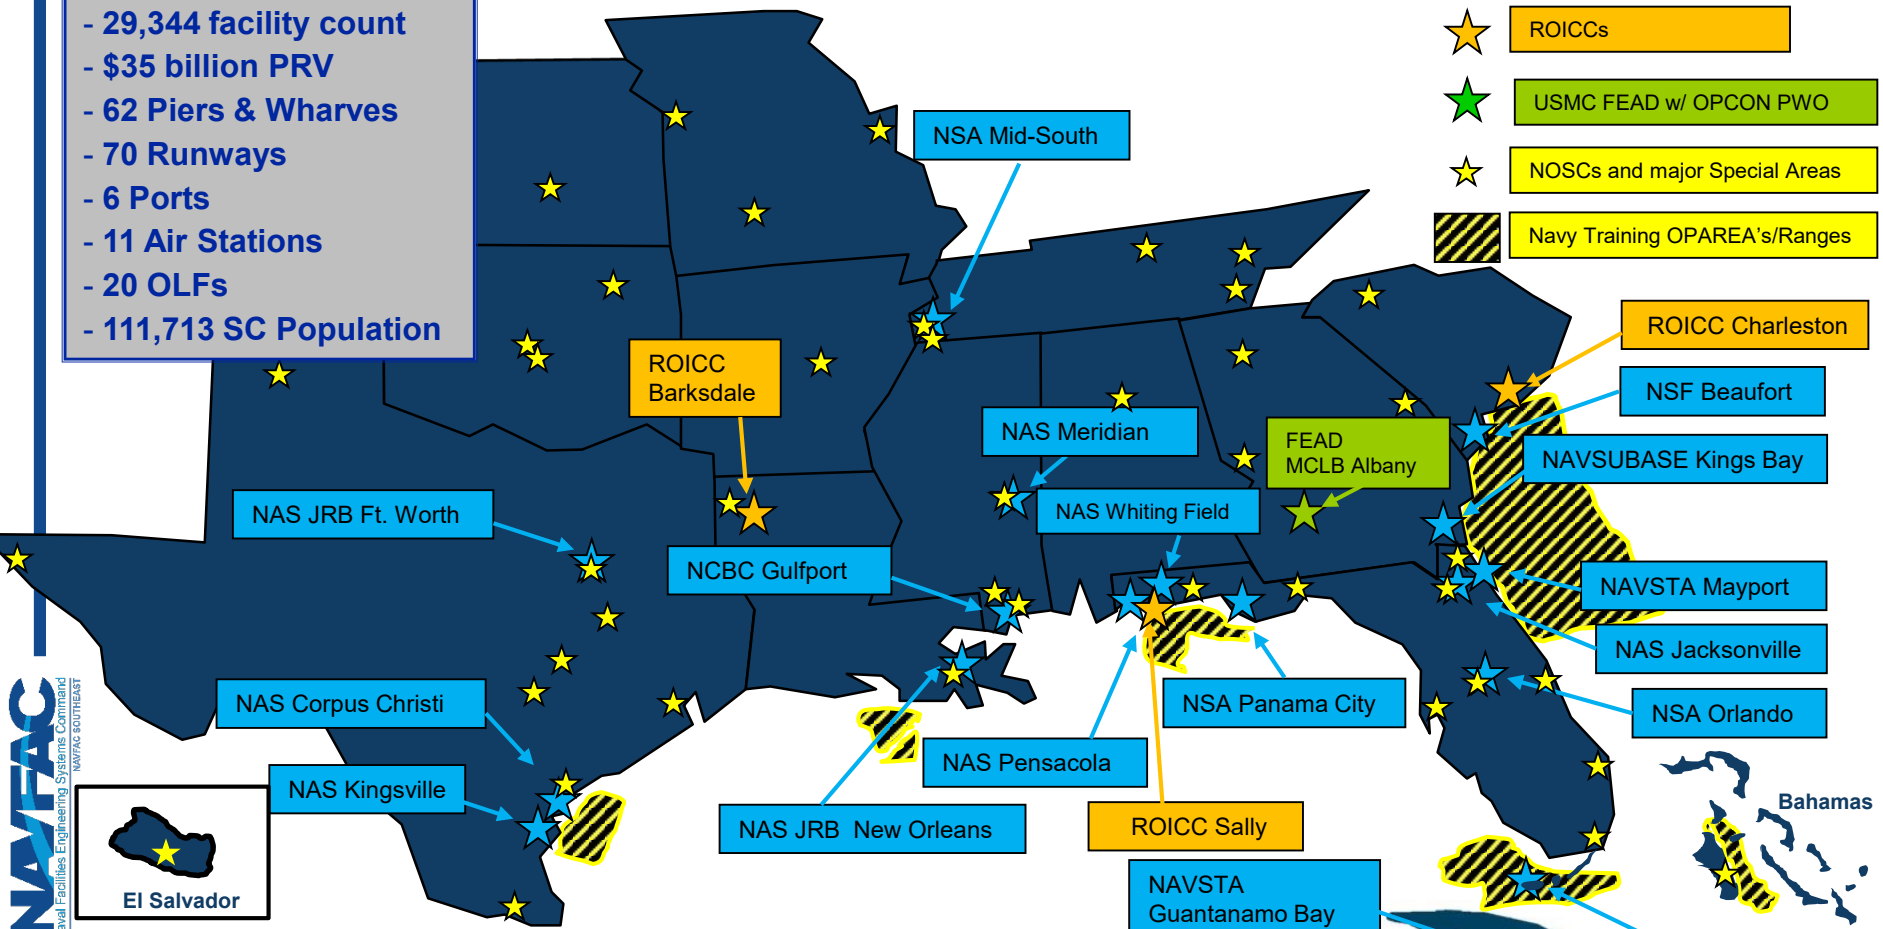 - 29,344 facility count
- $35 billion PRV
- 62 Piers & Wharves
- 70 Runways
- 6 Ports
- 11 Air Stations
- 20 OLFs
- 111,713 SC Population
ROICCs
USMC FEAD w/ OPCON PWO
NOSCs and major Special Areas
Navy Training OPAREA's/Ranges
NSA Mid-South
ROICC Charleston
ROICC
Barksdale
NSF Beaufort
NAS Meridian
FEAD
MCLB Albany
NAVSUBASE Kings Bay
NAS JRB Ft. Worth
NAS Whiting Field
NCBC Gulfport
NAVSTA Mayport
NAS Jacksonville
NAS Corpus Christi
NSA Panama City
NSA Orlando
NAS Pensacola
NAS Kingsville
NAS JRB  New Orleans
ROICC Sally
Bahamas
NAVSTA
Guantanamo Bay
El Salvador
NAVFAC
Facilities Engineering Systems Command
NAVFAC SOUTHEAST